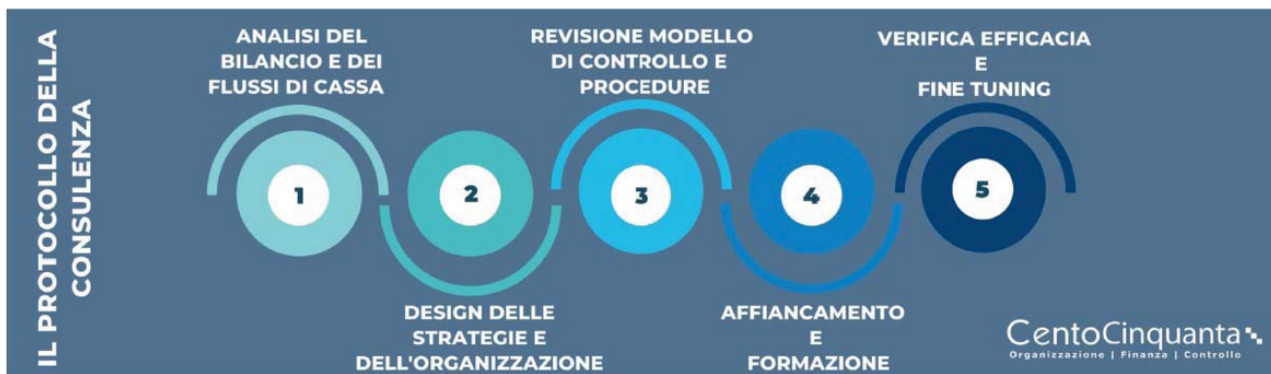 IL PROTOCOLLO DELLA
CONSULENZA
ANALISI DEL
BILANCIO E DEI
FLUSSI DI CASSA
1
2
DESIGN DELLE
STRATEGIE E
DELL'ORGANIZZAZIONE
REVISIONE MODELLO
DI CONTROLLO E
PROCEDURE
3
4
AFFIANCAMENTO
E
FORMAZIONE
VERIFICA EFFICACIA
E
FINE TUNING
5
CentoCinquanta
Organizzazione | Finanza | Controllo